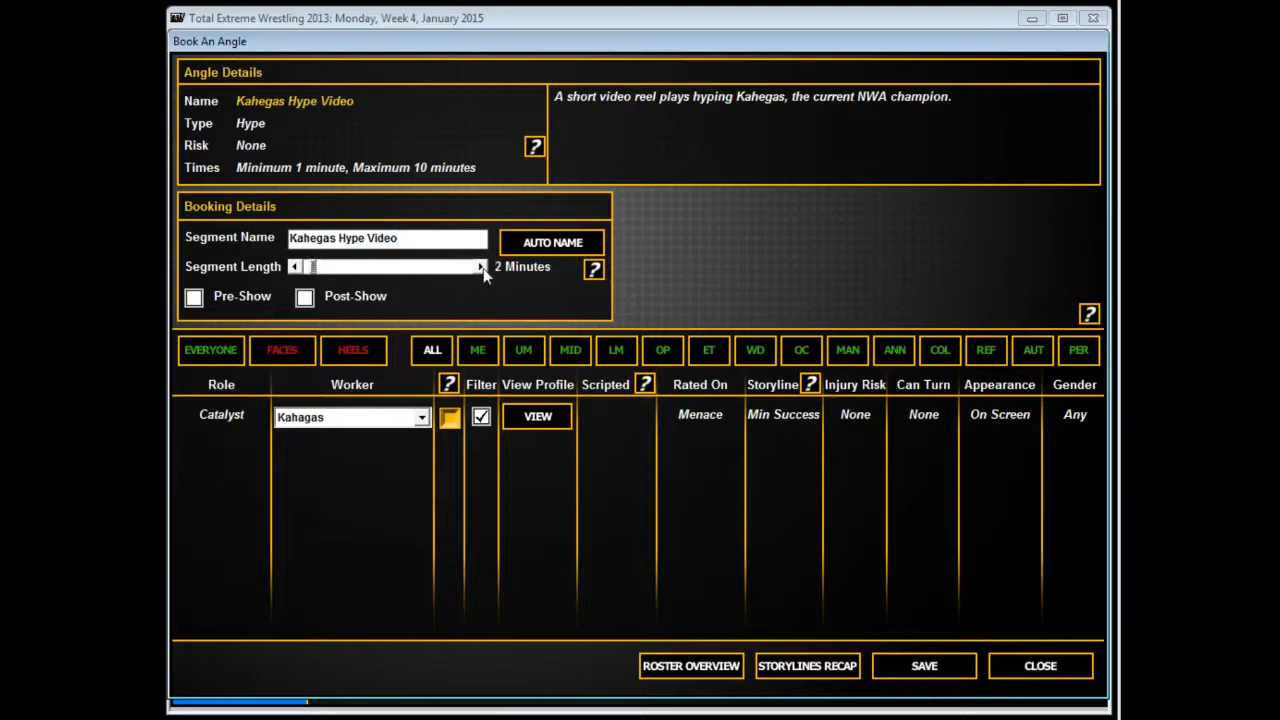 Total Extreme Wrestling 2013: Monday, Week 4, January 2015
Book An Angle
Angle Details
Name Kahegas Hype Video
Type Hype
Risk None
Times Minimum 1 minute, Maximum 10 minutes
?
A short video reel plays hyping Kahegas, the current NWA champion.
Booking Details
Segment Name Kahegas Hype Video AUTO NAME
Segment Length 2 Minutes ?
Pre-Show Post-Show
?
EVERYONE FACES HEELS ALL ME UM MID LM OP ET WD OC MAN ANN COL REF AUT PER
Role Worker ? Filter View Profile Scripted ? Rated On Storyline ? Injury Risk Can Turn Appearance Gender
Catalyst Kahagas VIEW Menace Min Success None None On Screen Any
ROSTER OVERVIEW STORYLINES RECAP SAVE CLOSE